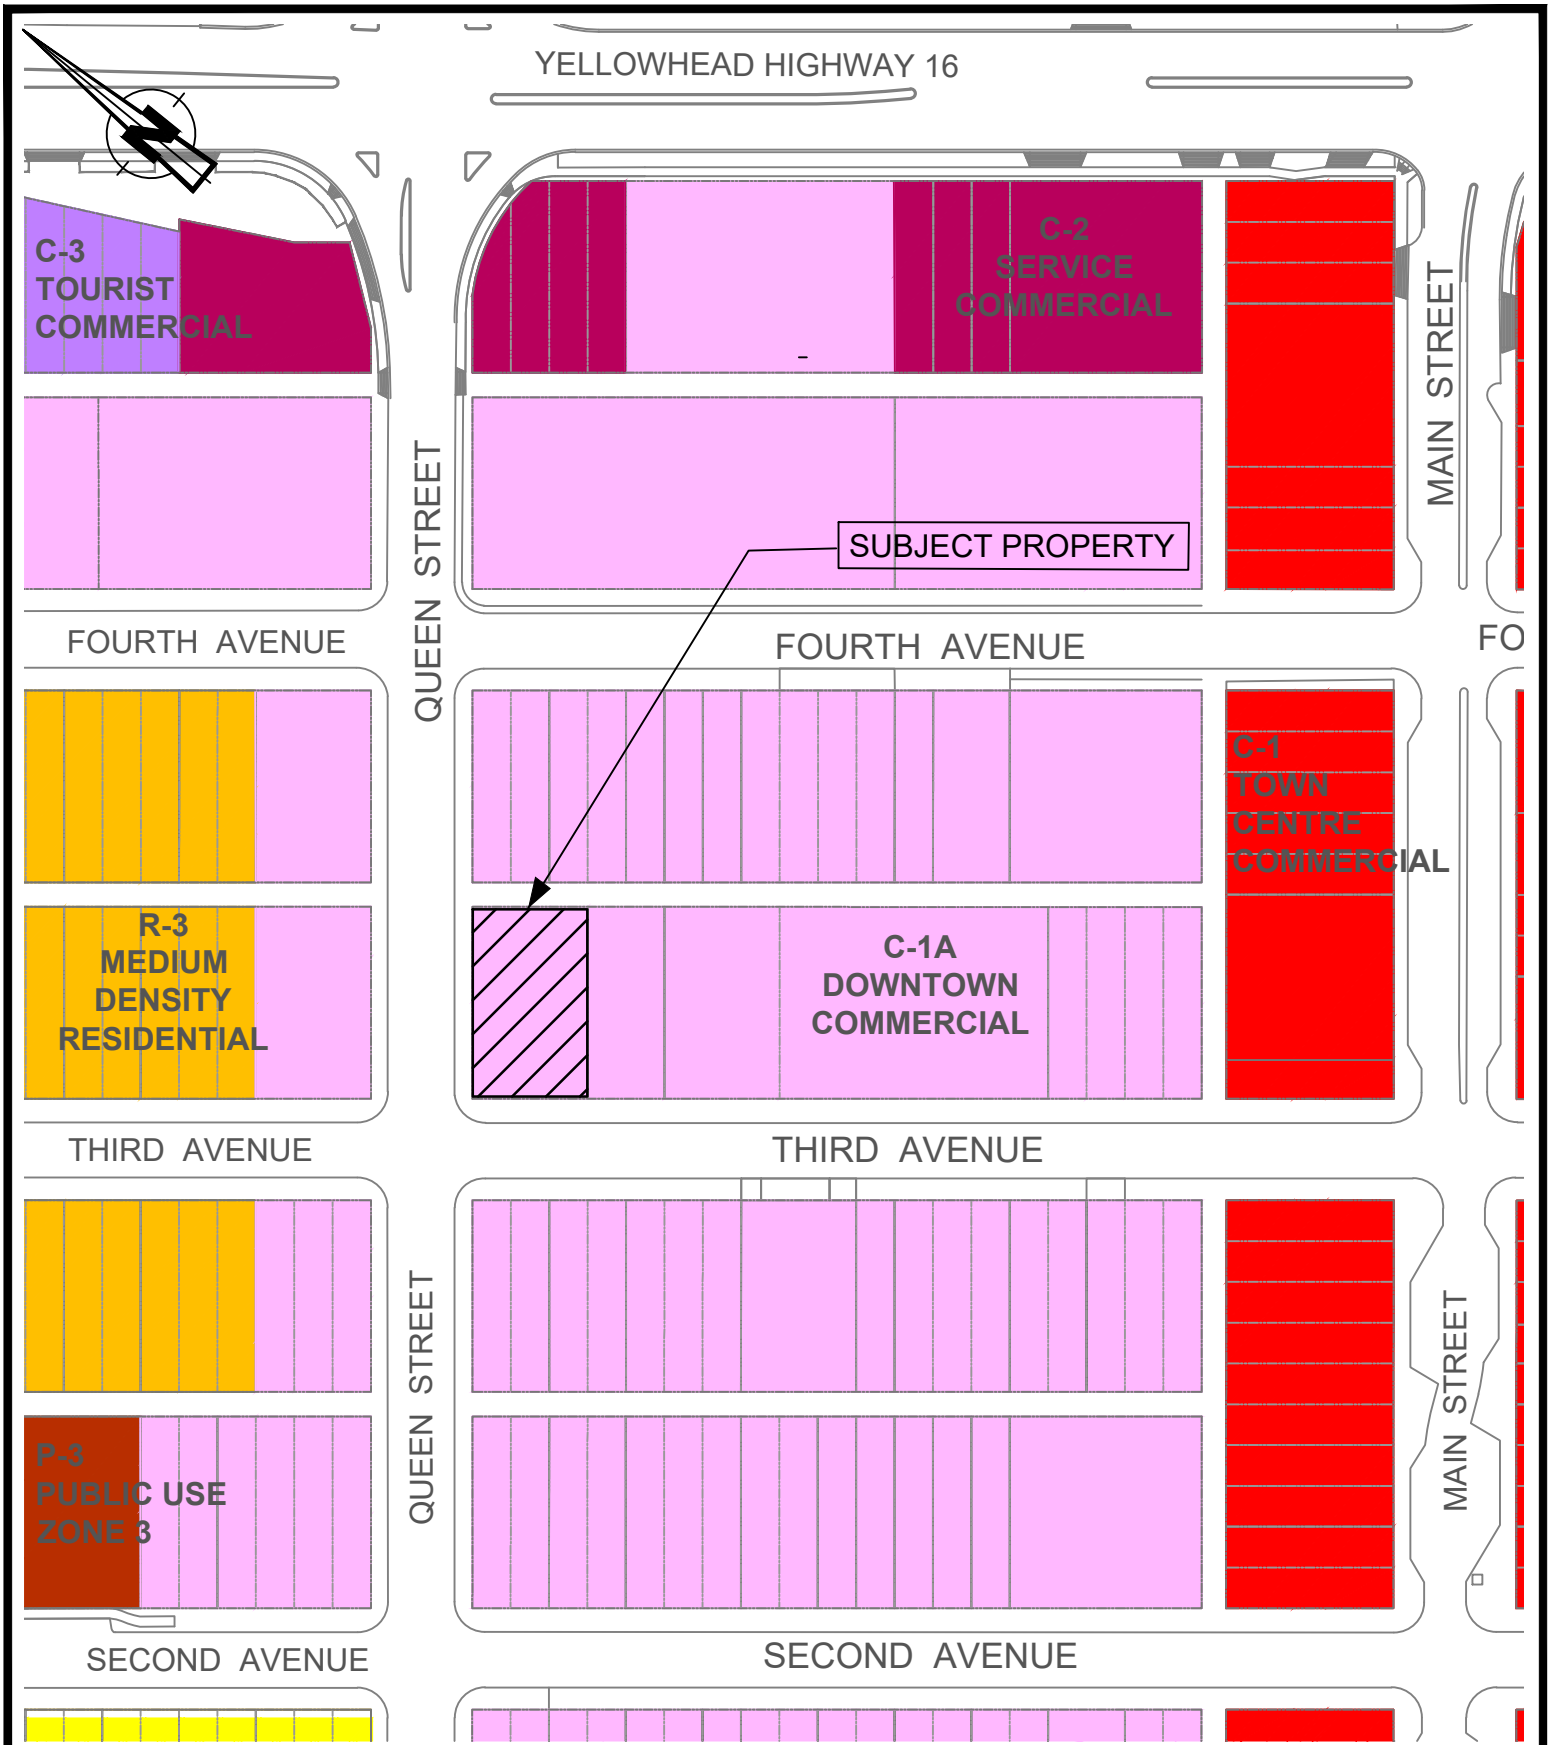 YELLOWHEAD HIGHWAY 16
N
C-3
TOURIST
COMMERCIAL
C-2
SERVICE
COMMERCIAL
MAIN STREET
QUEEN STREET
SUBJECT PROPERTY
FOURTH AVENUE
FOURTH AVENUE
FO
C-1
TOWN
CENTRE
COMMERCIAL
R-3
MEDIUM
DENSITY
RESIDENTIAL
C-1A
DOWNTOWN
COMMERCIAL
THIRD AVENUE
THIRD AVENUE
QUEEN STREET
MAIN STREET
P-3
PUBLIC USE
ZONE 3
SECOND AVENUE
SECOND AVENUE